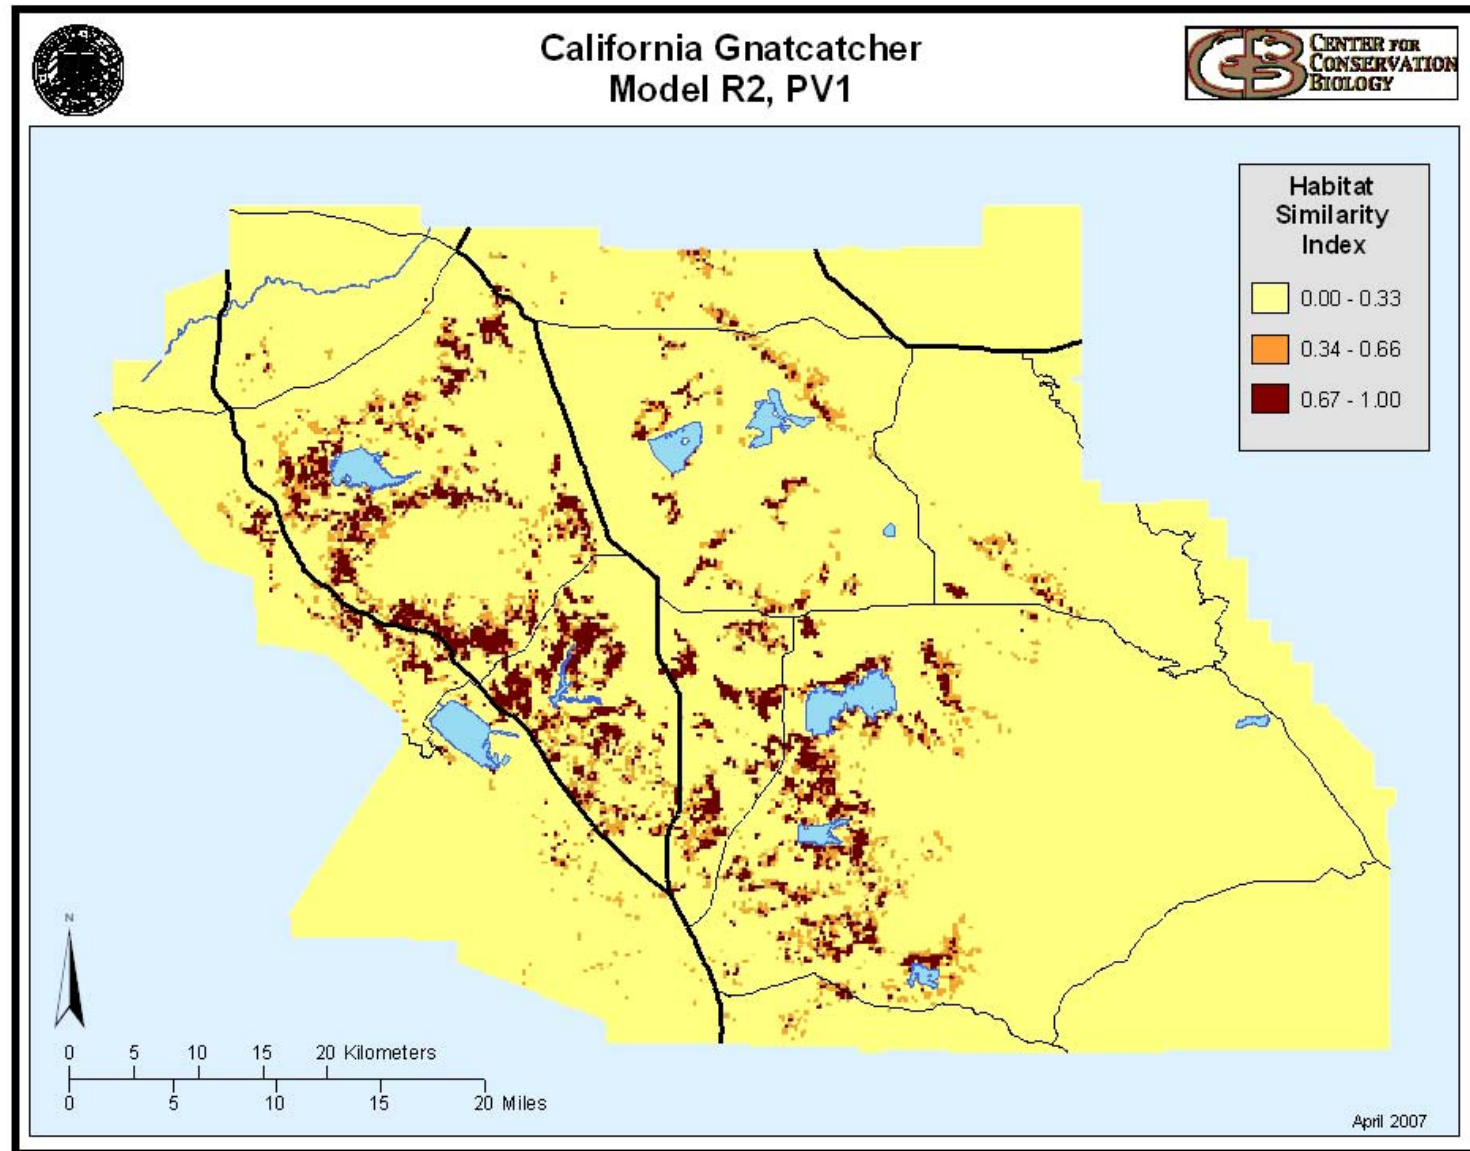 California Gnatcatcher
Model R2, PV1
CENTER FOR
CONSERVATION
BIOLOGY
Habitat
Similarity
Index
0.00 - 0.33
0.34 - 0.66
0.67 - 1.00
N
0 5 10 15 20 Kilometers
0 5 10 15 20 Miles
April 2007